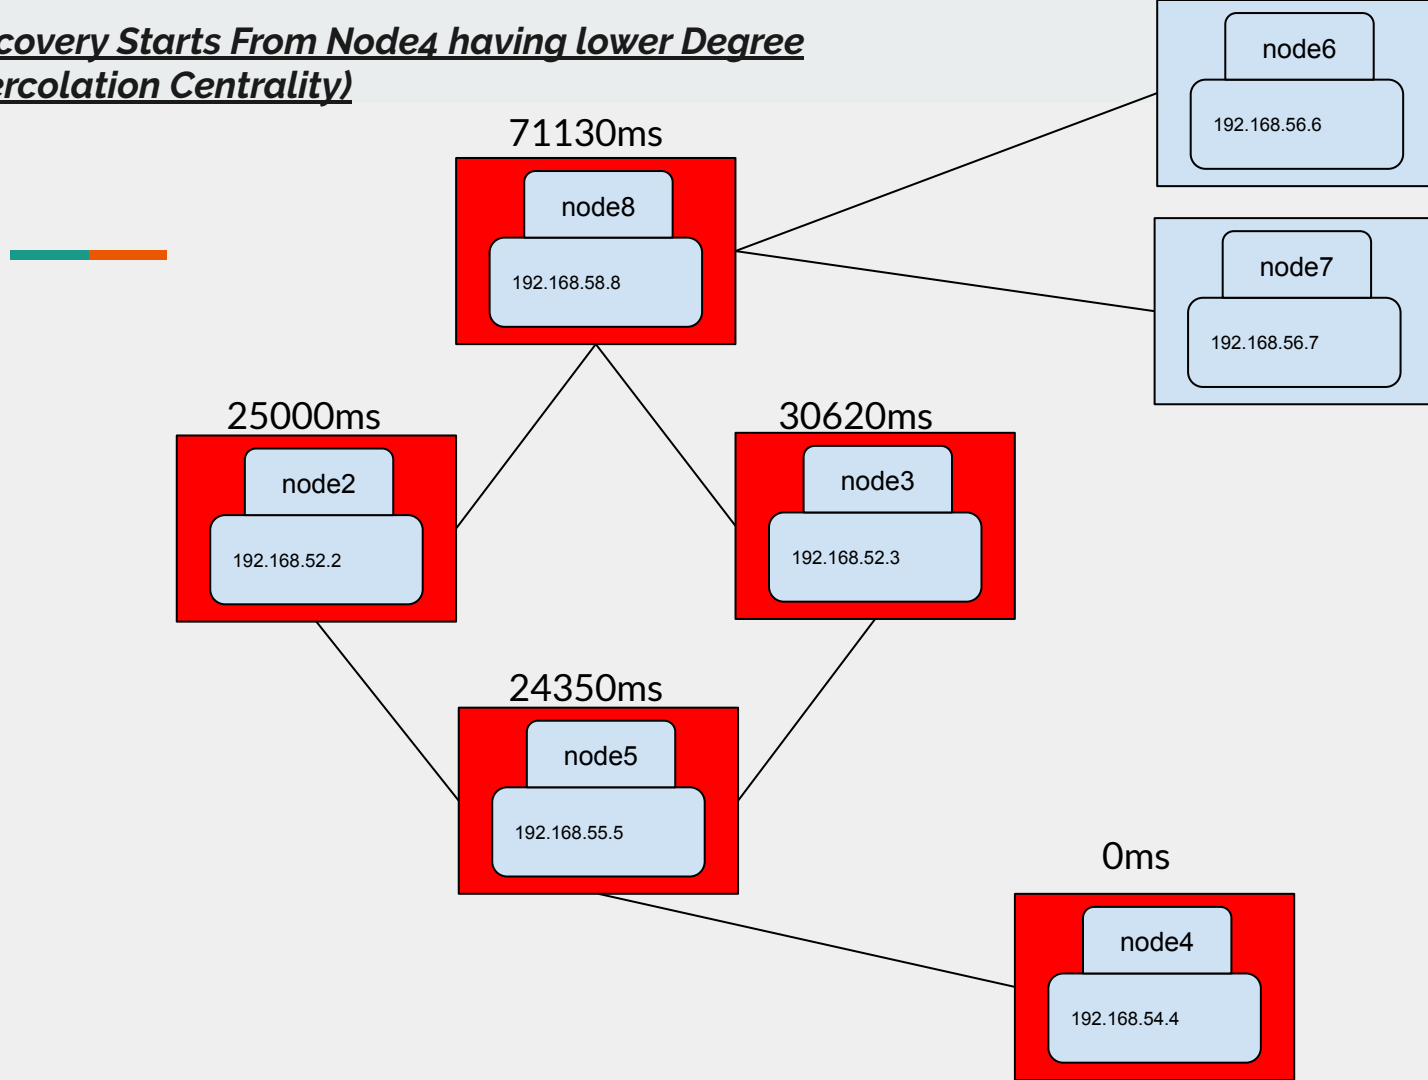 covery Starts From Node4 having lower Degree
ercolation Centrality)
node6
192.168.56.6
71130ms
node8
192.168.58.8
node7
192.168.56.7
25000ms
node2
192.168.52.2
30620ms
node3
192.168.52.3
24350ms
node5
192.168.55.5
0ms
node4
192.168.54.4